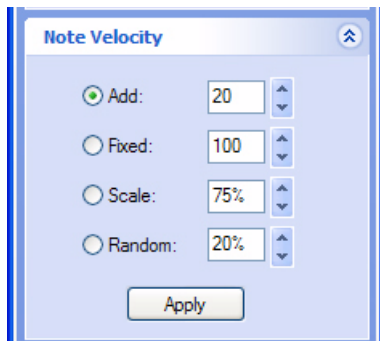 Note Velocity
Add: 20
Fixed: 100
Scale: 75%
Random: 20%
Apply